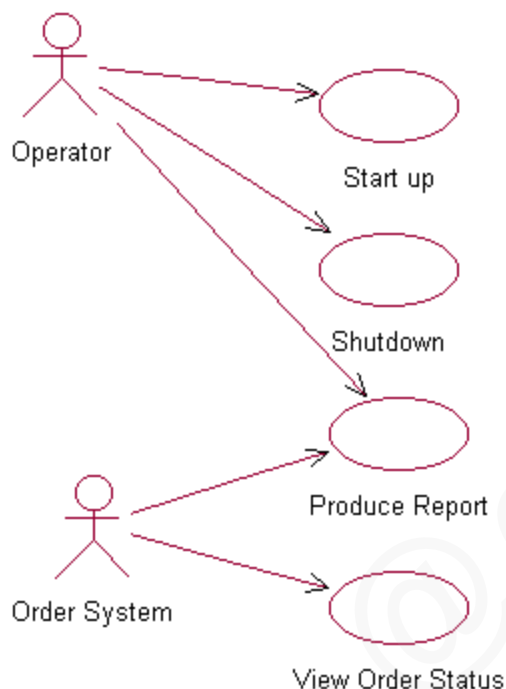 Operator
Start up
Shutdown
Produce Report
Order System
View Order Status